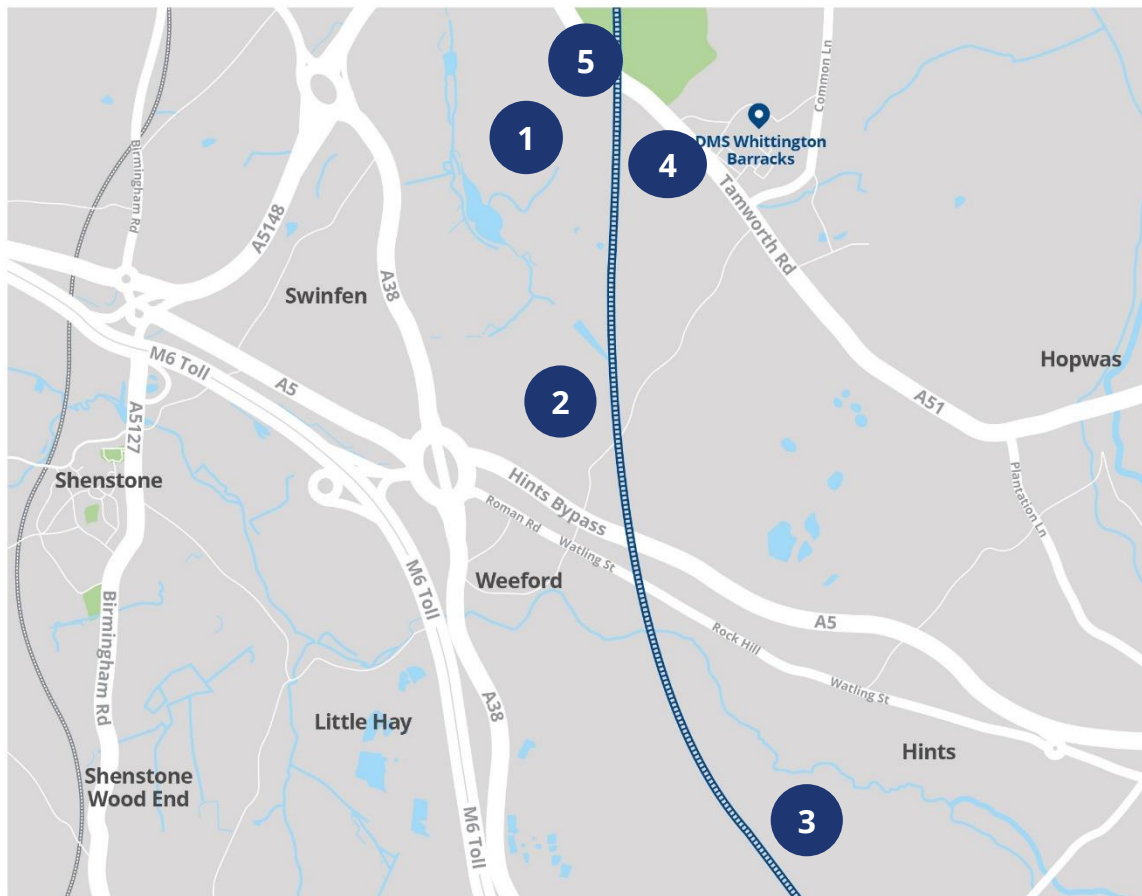 5
1
DMS Whittington
Barracks
4
Common Ln
Birmingham Rd
Tamworth Rd
A5148
A38
Swinfen
M6 Toll
A5
Hopwas
A51
2
A5127
Shenstone
Hints Bypass
Roman Rd
Watling St
Plantation Ln
Weeford
M6 Toll
A5
Birmingham Rd
Rock Hill
Watling St
A38
Little Hay
Hints
Shenstone
Wood End
M6 Toll
3